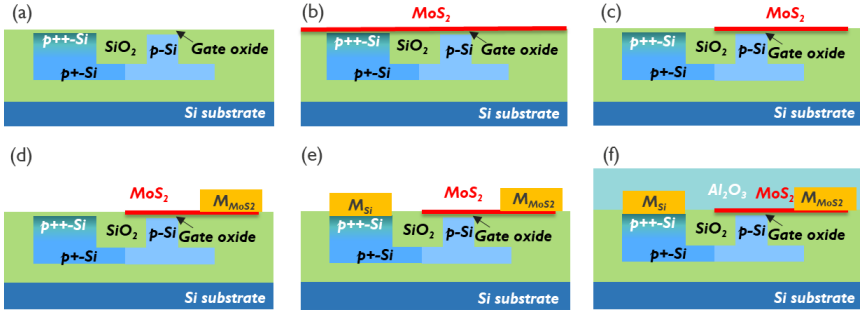 (a)
p++-Si
SiO2
p-Si
Gate oxide
p+-Si
Si substrate
(b)
MoS2
p++-Si
SiO2
p-Si
Gate oxide
p+-Si
Si substrate
(c)
MoS2
p++-Si
SiO2
p-Si
Gate oxide
p+-Si
Si substrate
(d)
MoS2
MMoS2
p++-Si
SiO2
p-Si
Gate oxide
p+-Si
Si substrate
(e)
MoS2
MSi
MMoS2
p++-Si
SiO2
p-Si
Gate oxide
p+-Si
Si substrate
(f)
Al2O3
MoS2
MSi
MMoS2
p++-Si
SiO2
p-Si
Gate oxide
p+-Si
Si substrate